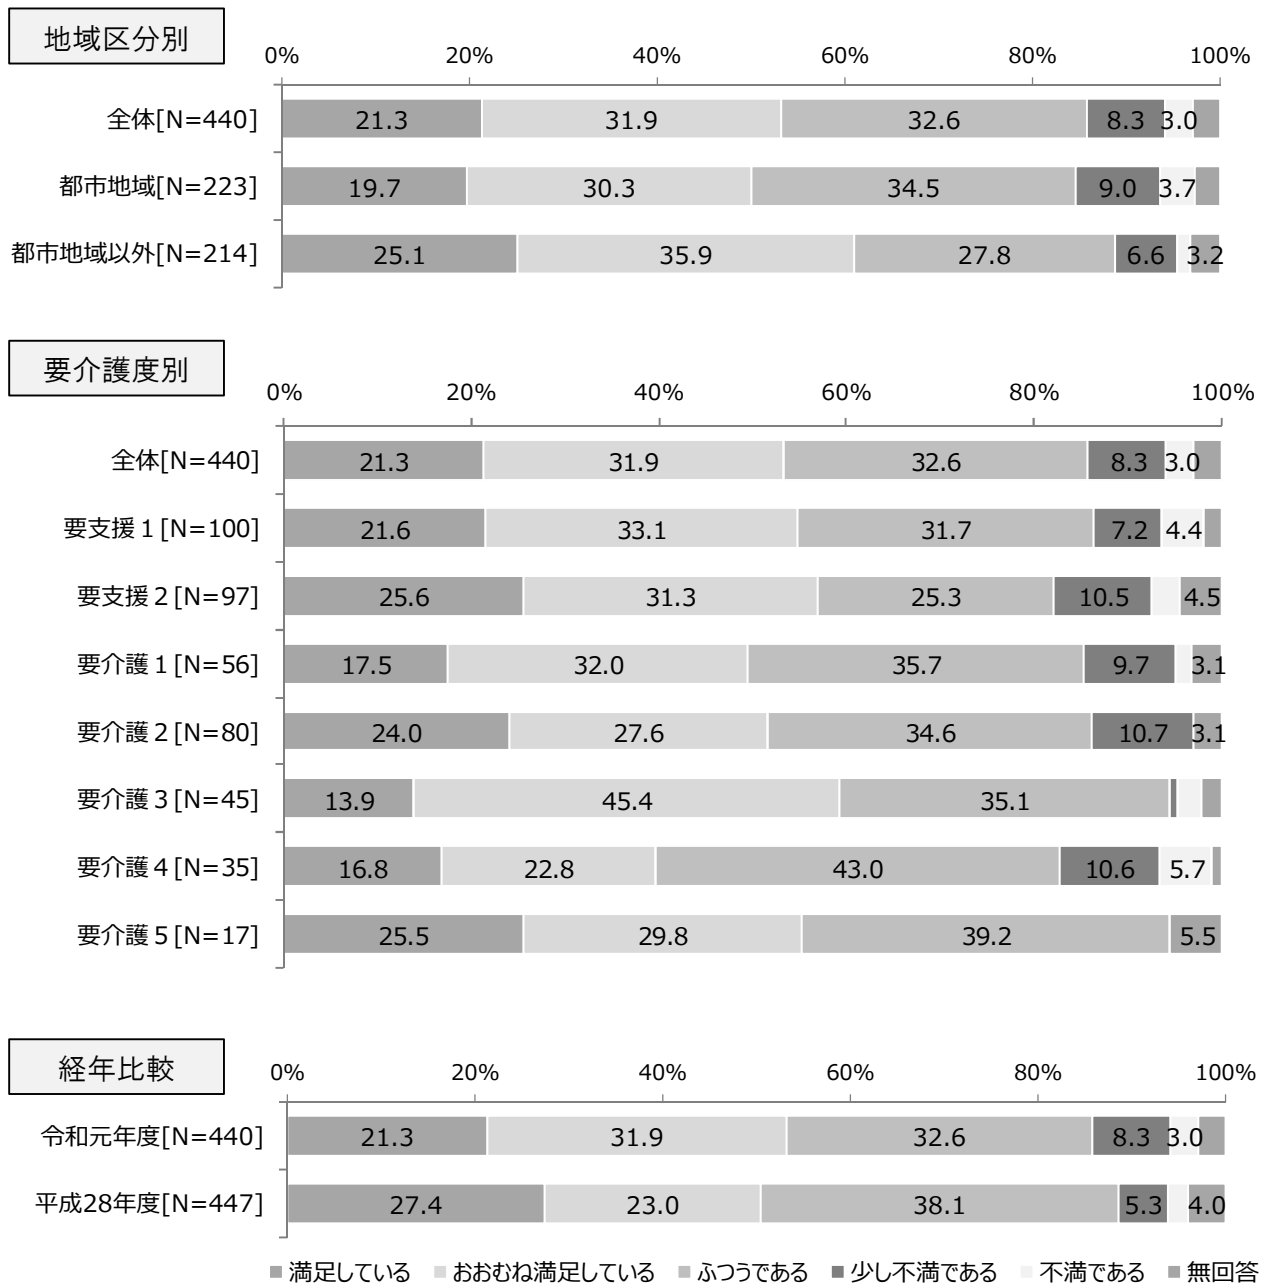 地域区分別
0% 20% 40% 60% 80% 100%
全体[N=440] 21.3 31.9 32.6 8.3 3.0
都市地域[N=223] 19.7 30.3 34.5 9.0 3.7
都市地域以外[N=214] 25.1 35.9 27.8 6.6 3.2
要介護度別
0% 20% 40% 60% 80% 100%
全体[N=440] 21.3 31.9 32.6 8.3 3.0
要支援１[N=100] 21.6 33.1 31.7 7.2 4.4
要支援２[N=97] 25.6 31.3 25.3 10.5 4.5
要介護１[N=56] 17.5 32.0 35.7 9.7 3.1
要介護２[N=80] 24.0 27.6 34.6 10.7 3.1
要介護３[N=45] 13.9 45.4 35.1
要介護４[N=35] 16.8 22.8 43.0 10.6 5.7
要介護５[N=17] 25.5 29.8 39.2 5.5
経年比較
0% 20% 40% 60% 80% 100%
令和元年度[N=440] 21.3 31.9 32.6 8.3 3.0
平成28年度[N=447] 27.4 23.0 38.1 5.3 4.0
満足している おおむね満足している ふつうである 少し不満である 不満である 無回答